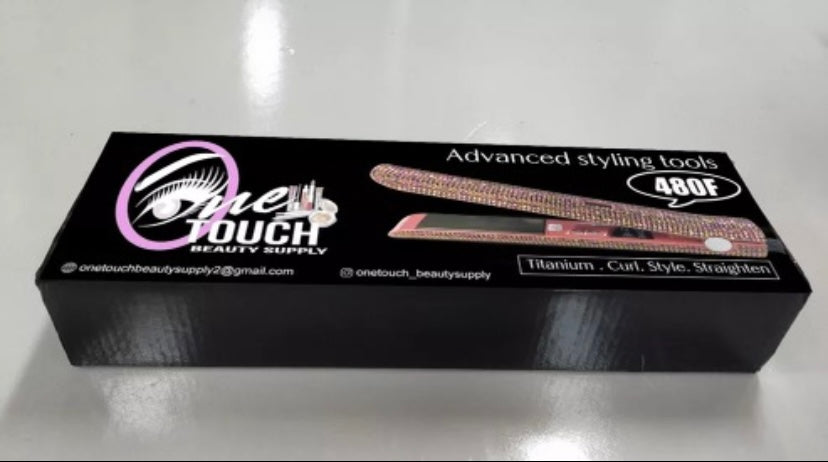 One
TOUCH
BEAUTY SUPPLY
onetouchbeautysupply2@gmail.com
onetouch_beautysupply
Advanced styling tools
480F
Titanium . Curl. Style. Straighten